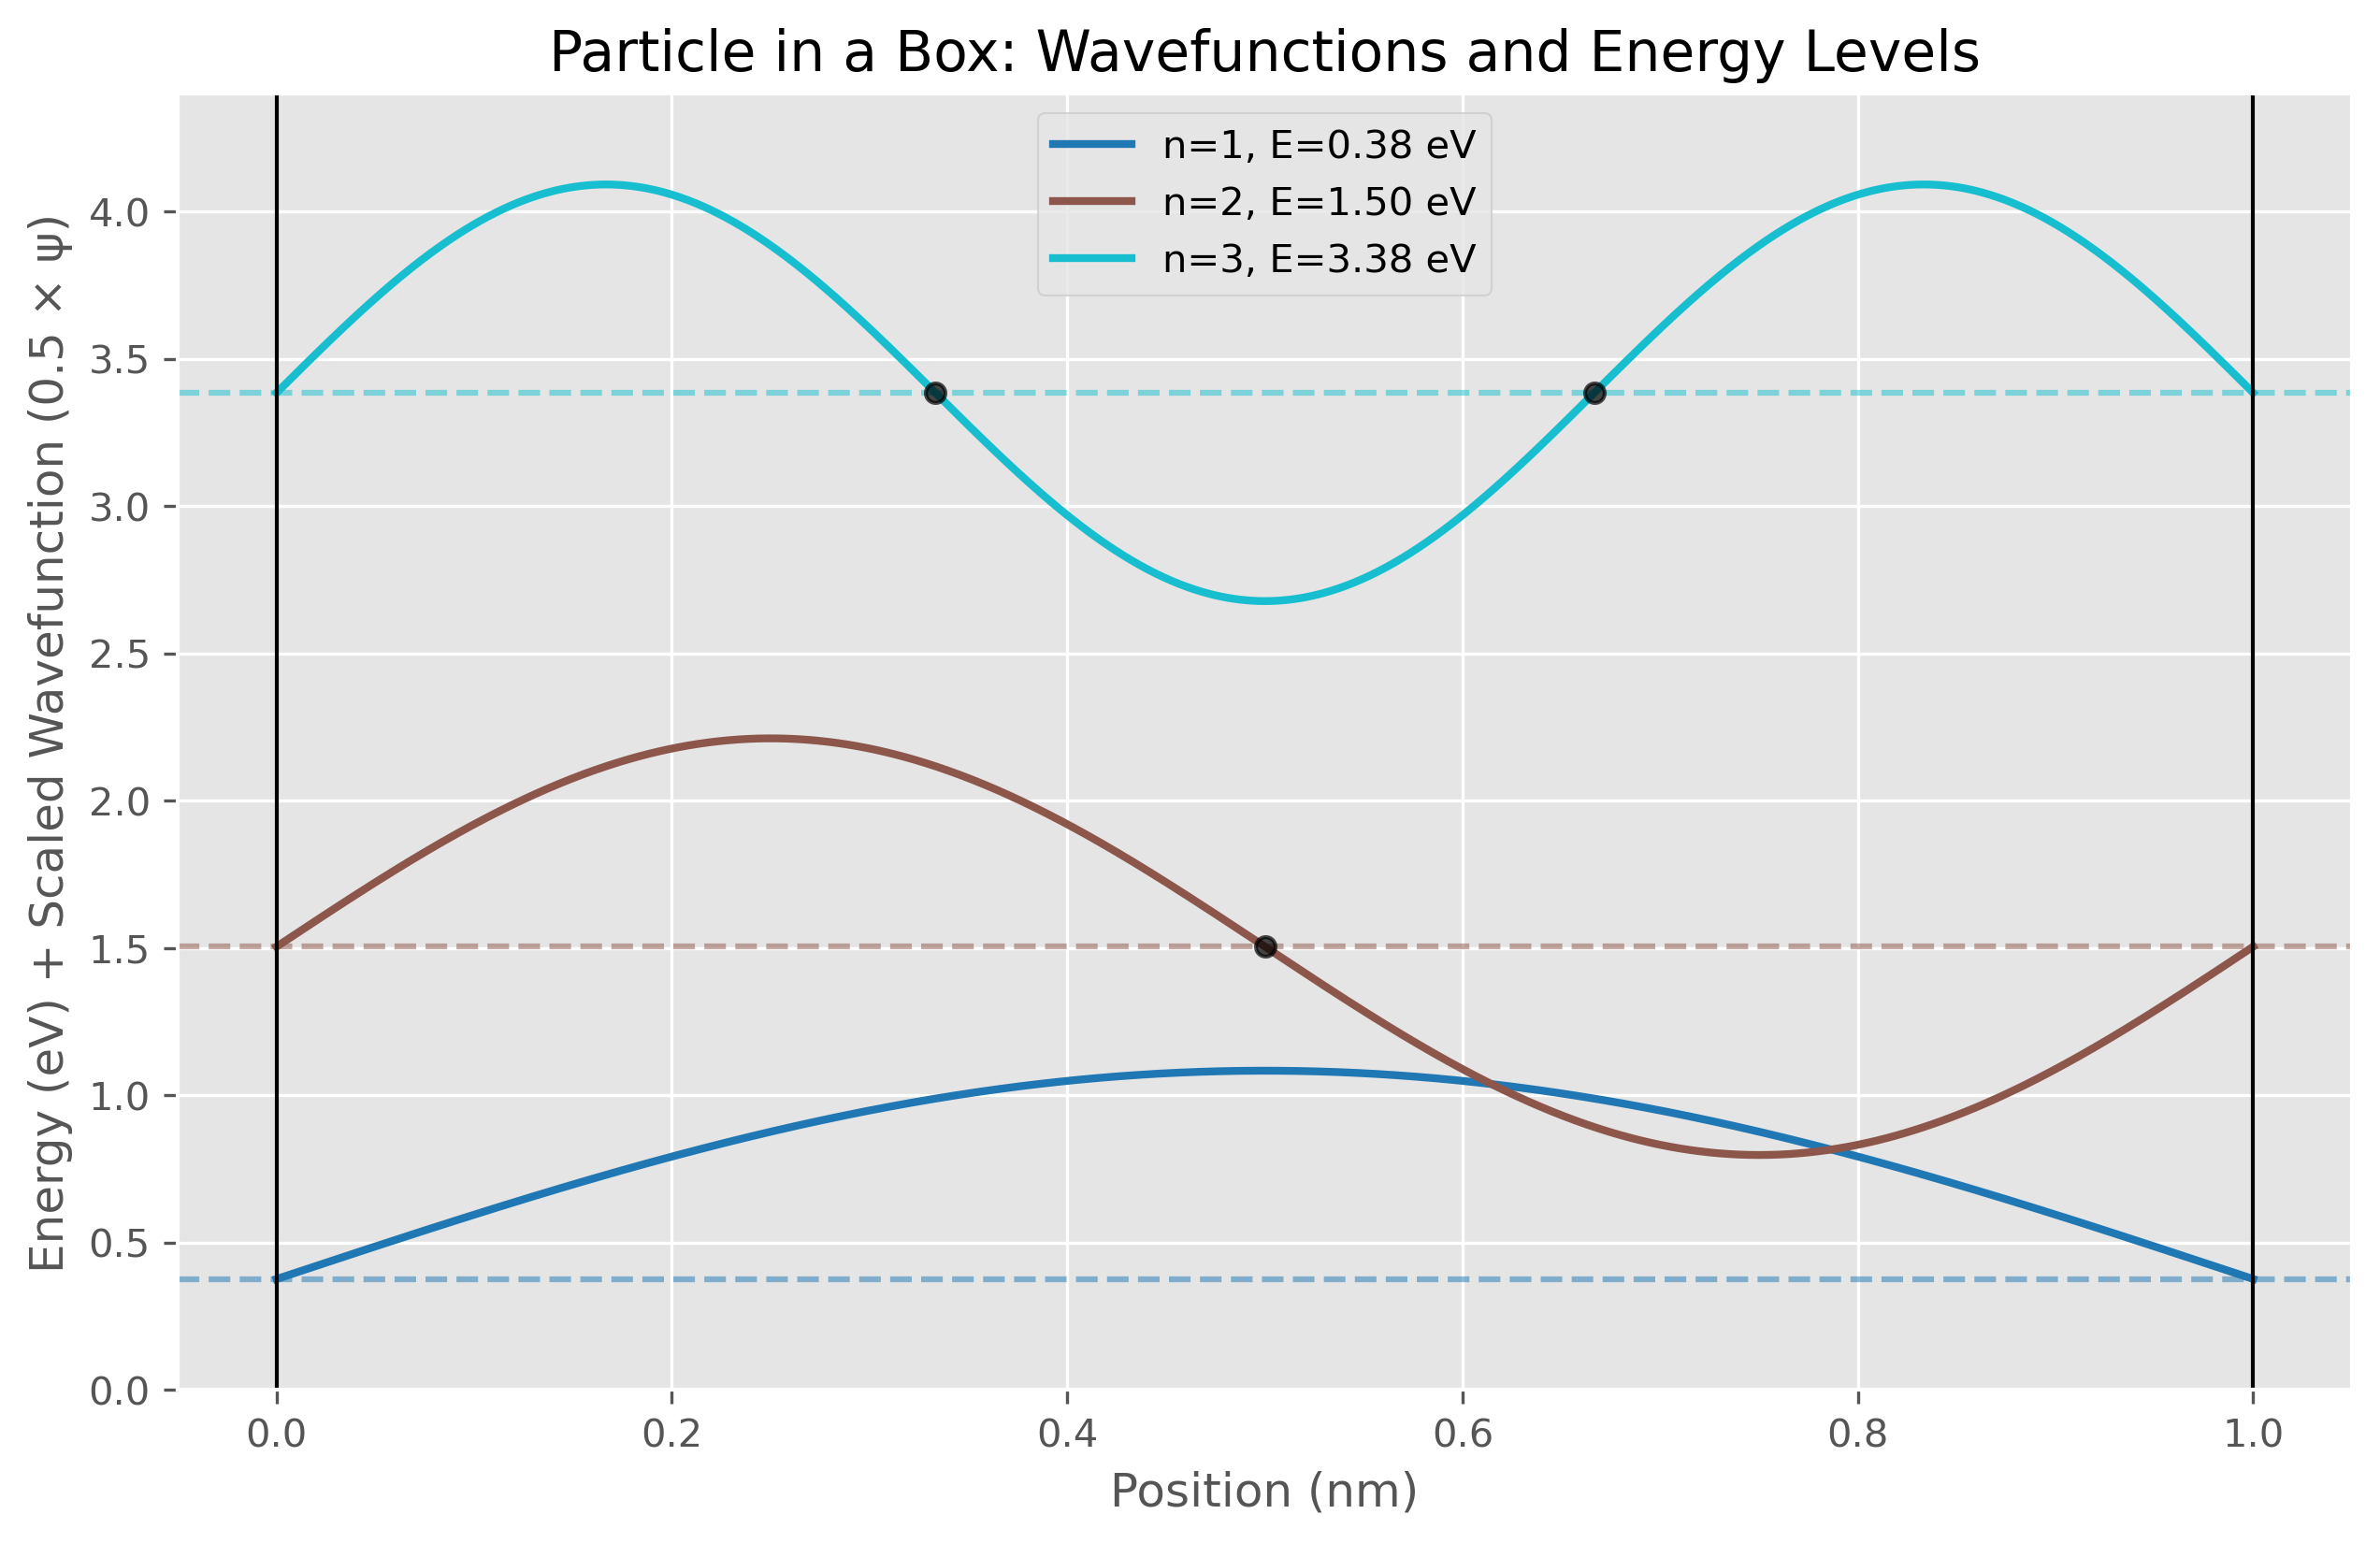 Particle in a Box: Wavefunctions and Energy Levels
n=1, E=0.38 eV
n=2, E=1.50 eV
n=3, E=3.38 eV
Energy (eV) + Scaled Wavefunction (0.5 × ψ)
4.0
3.5
3.0
2.5
2.0
1.5
1.0
0.5
0.0
0.0 0.2 0.4 0.6 0.8 1.0
Position (nm)